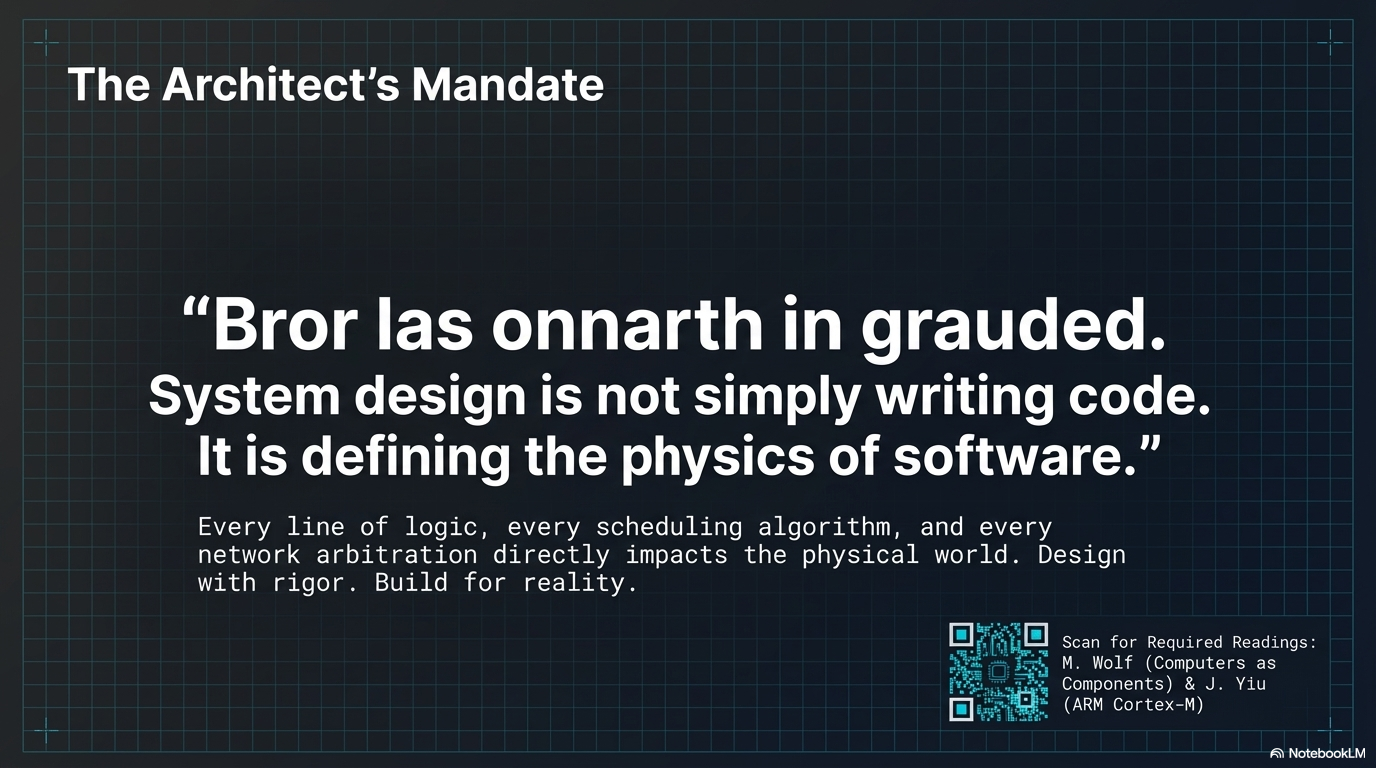 The Architect’s Mandate
“Bror las onnarth in grauded.
System design is not simply writing code.
It is defining the physics of software.”
Every line of logic, every scheduling algorithm, and every
network arbitration directly impacts the physical world. Design
with rigor. Build for reality.
Scan for Required Readings:
M. Wolf (Computers as
Components) & J. Yiu
(ARM Cortex-M)
NotebookLM